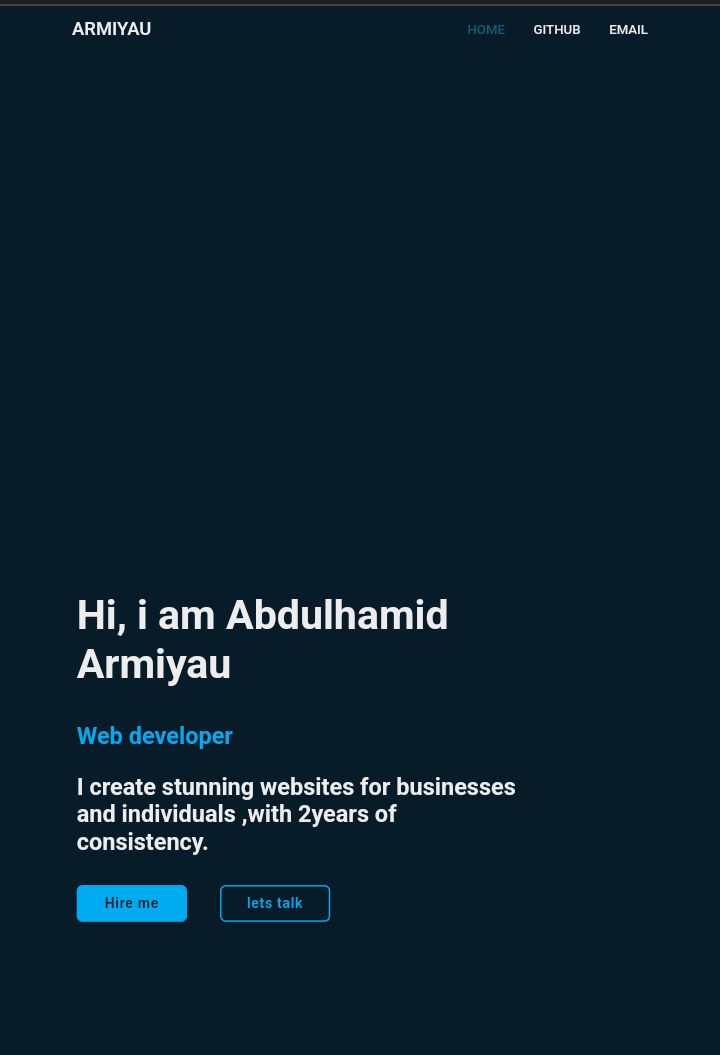 ARMIYAU
HOME GITHUB EMAIL
Hi, i am Abdulhamid
Armiyau
Web developer
I create stunning websites for businesses
and individuals ,with 2years of
consistency.
Hire me
lets talk